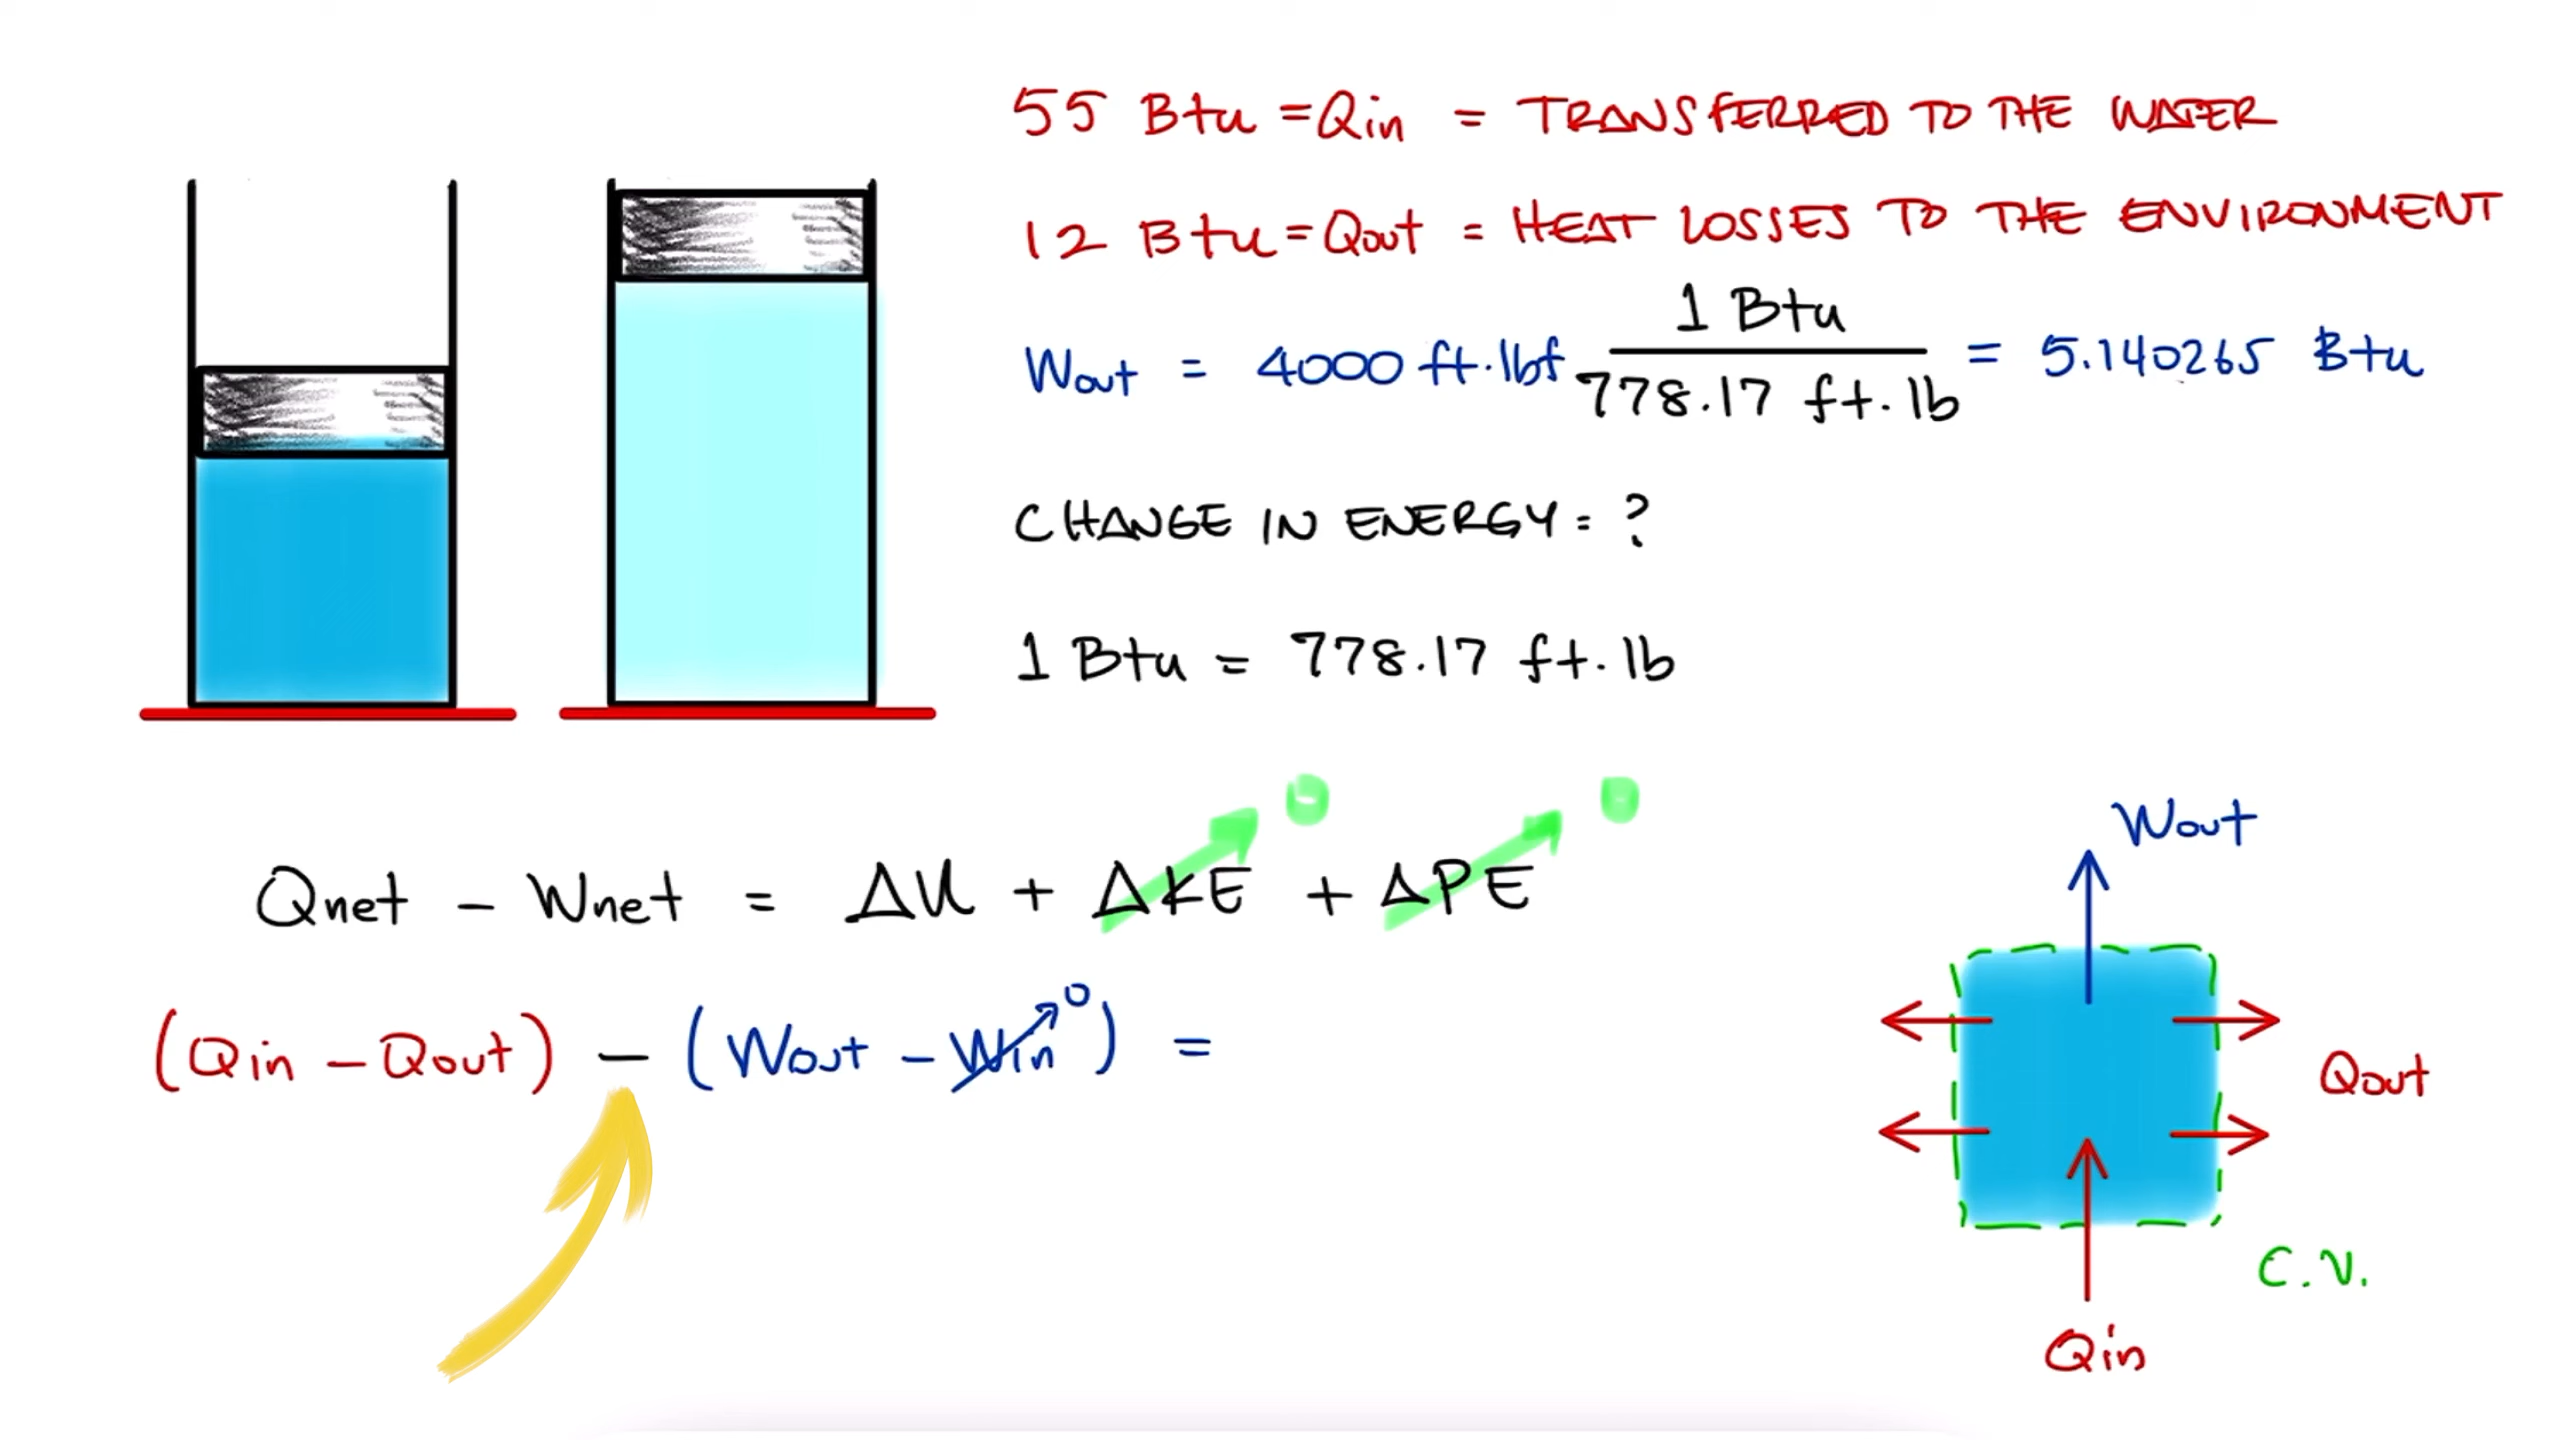 55 Btu = Qin = TRANSFERRED TO THE WATER
12 Btu = Qout = HEAT LOSSES TO THE ENVIRONMENT
Wout = 4000 ft.lbf 1 Btu / 778.17 ft.lb = 5.140265 Btu
CHANGE IN ENERGY = ?
1 Btu = 778.17 ft.lb
Qnet - Wnet = ΔU + ΔKE 0 + ΔPE 0
(Qin - Qout) - (Wout - Win 0) =
Wout
Qout
C.V.
Qin